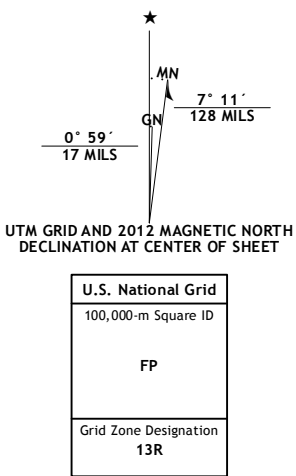 ★
MN
GN
7° 11´
128 MILS
0° 59´
17 MILS
UTM GRID AND 2012 MAGNETIC NORTH
DECLINATION AT CENTER OF SHEET
U.S. National Grid
100,000-m Square ID
FP
Grid Zone Designation
13R